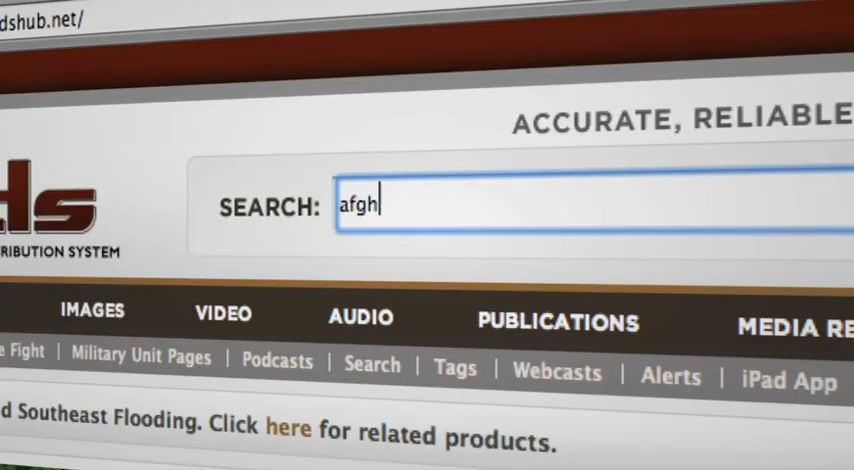 dshub.net/
ACCURATE, RELIABLE
ds
SEARCH: afgh
RIBUTION SYSTEM
IMAGES VIDEO AUDIO PUBLICATIONS MEDIA RE
e Fight | Military Unit Pages | Podcasts | Search | Tags | Webcasts | Alerts | iPad App
d Southeast Flooding. Click here for related products.